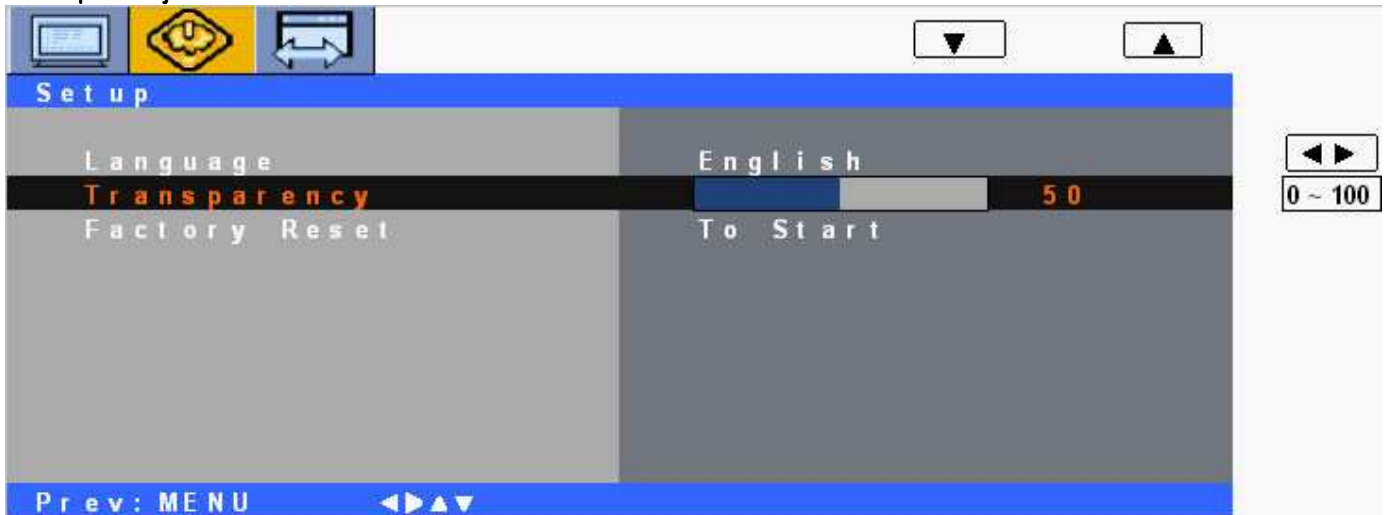 ▼ ▲
Setup
Language English
◀ ▶
Transparency 50
0 ~ 100
Factory Reset To Start
Prev: MENU ◀▶▲▼